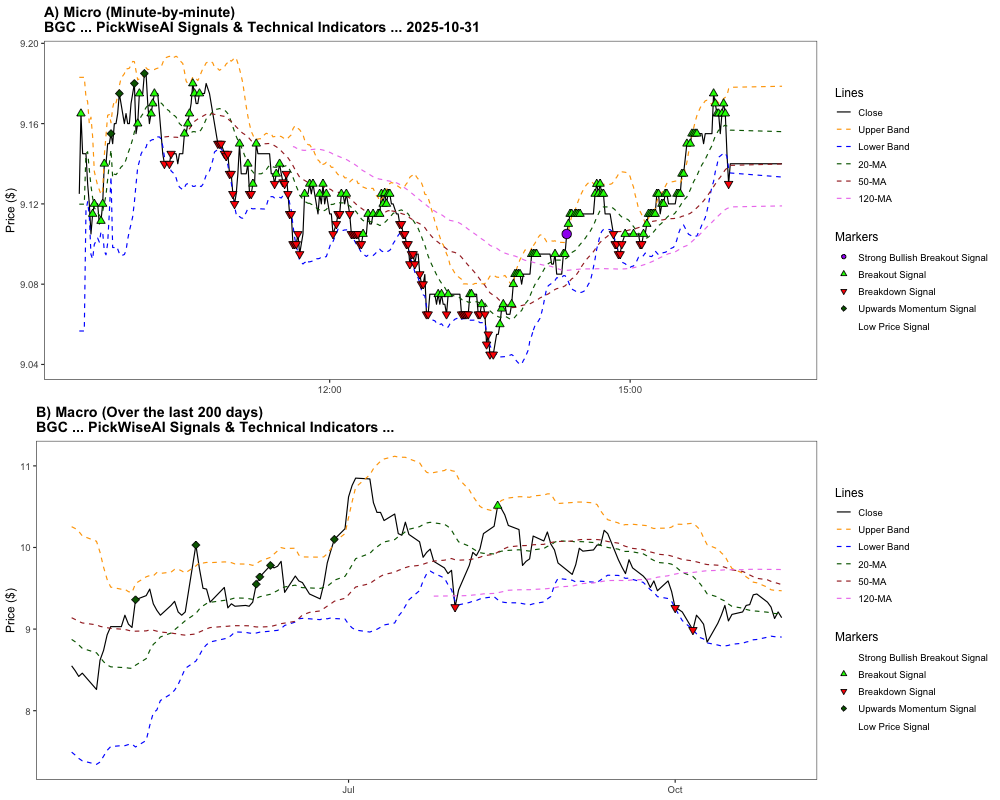 A) Micro (Minute-by-minute)
BGC ... PickWiseAI Signals & Technical Indicators ... 2025-10-31
Price ($)
9.20
9.16
9.12
9.08
9.04
12:00
15:00
Lines
Close
Upper Band
Lower Band
20-MA
50-MA
120-MA
Markers
Strong Bullish Breakout Signal
Breakout Signal
Breakdown Signal
Upwards Momentum Signal
Low Price Signal
B) Macro (Over the last 200 days)
BGC ... PickWiseAI Signals & Technical Indicators ...
Price ($)
11
10
9
8
Jul
Oct
Lines
Close
Upper Band
Lower Band
20-MA
50-MA
120-MA
Markers
Strong Bullish Breakout Signal
Breakout Signal
Breakdown Signal
Upwards Momentum Signal
Low Price Signal